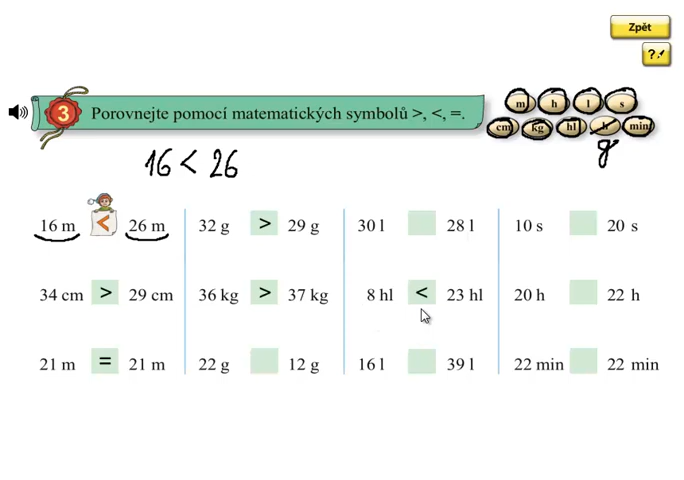 Zpět
?✓
m h l s
3 Porovnejte pomocí matematických symbolů >, <, =.
cm kg hl h min
g
16 < 26
16 m < 26 m 32 g > 29 g 30 l 28 l 10 s 20 s
34 cm > 29 cm 36 kg > 37 kg 8 hl < 23 hl 20 h 22 h
21 m = 21 m 22 g 12 g 16 l 39 l 22 min 22 min